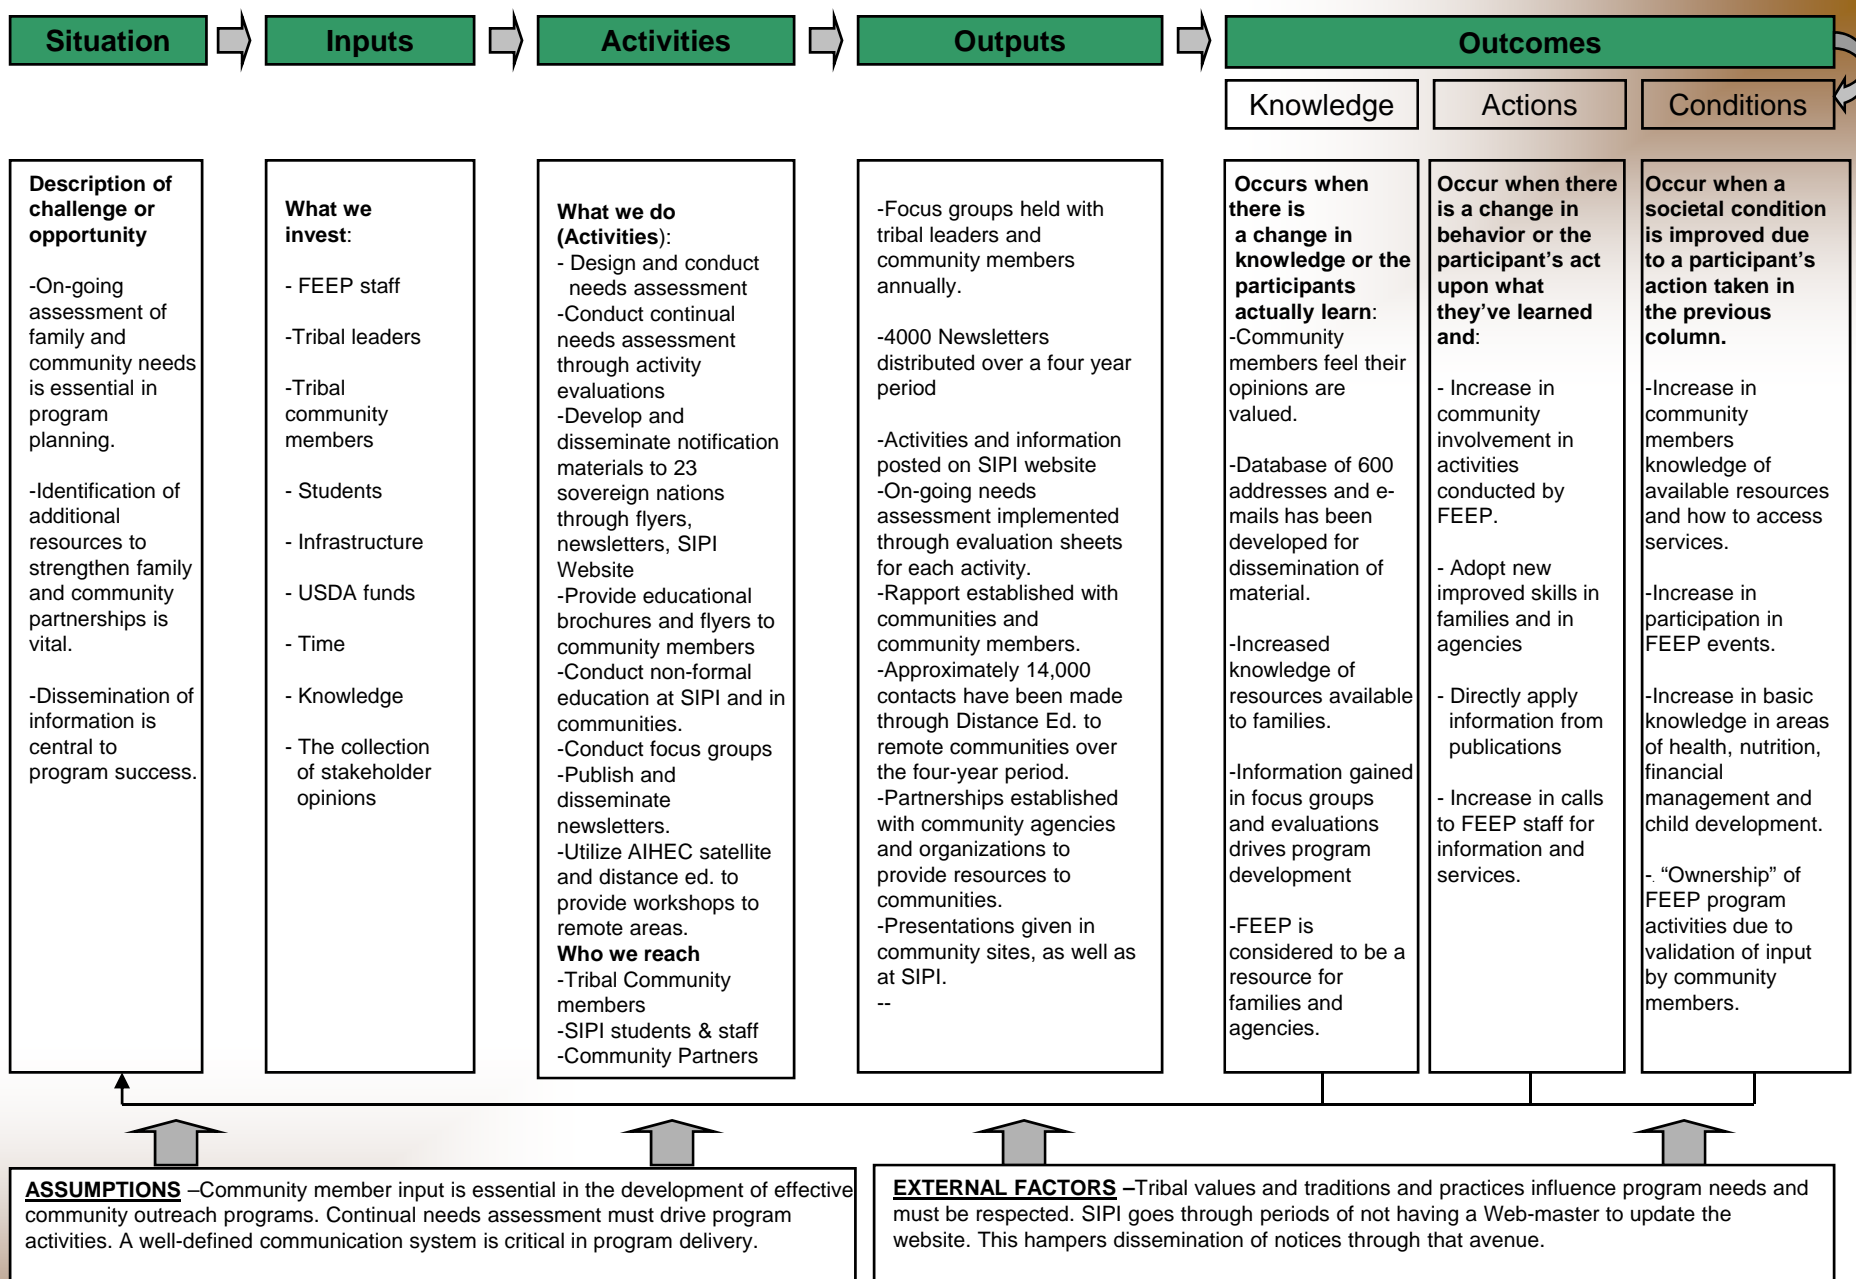 Situation
Inputs
Activities
Outputs
Outcomes
Knowledge
Actions
Conditions
Description of
challenge or
opportunity
-On-going
assessment of
family and
community needs
is essential in
program
planning.
-Identification of
additional
resources to
strengthen family
and community
partnerships is
vital.
-Dissemination of
information is
central to
program success.
What we
invest:
- FEEP staff
-Tribal leaders
-Tribal
community
members
- Students
- Infrastructure
- USDA funds
- Time
- Knowledge
- The collection
of stakeholder
opinions
What we do
(Activities):
- Design and conduct
needs assessment
-Conduct continual
needs assessment
through activity
evaluations
-Develop and
disseminate notification
materials to 23
sovereign nations
through flyers,
newsletters, SIPI
Website
-Provide educational
brochures and flyers to
community members
-Conduct non-formal
education at SIPI and in
communities.
-Conduct focus groups
-Publish and
disseminate
newsletters.
-Utilize AIHEC satellite
and distance ed. to
provide workshops to
remote areas.
Who we reach
-Tribal Community
members
-SIPI students & staff
-Community Partners
-Focus groups held with
tribal leaders and
community members
annually.
-4000 Newsletters
distributed over a four year
period
-Activities and information
posted on SIPI website
-On-going needs
assessment implemented
through evaluation sheets
for each activity.
-Rapport established with
communities and
community members.
-Approximately 14,000
contacts have been made
through Distance Ed. to
remote communities over
the four-year period.
-Partnerships established
with community agencies
and organizations to
provide resources to
communities.
-Presentations given in
community sites, as well as
at SIPI.
--
Occurs when
there is
a change in
knowledge or the
participants
actually learn:
-Community
members feel their
opinions are
valued.
-Database of 600
addresses and e-
mails has been
developed for
dissemination of
material.
-Increased
knowledge of
resources available
to families.
-Information gained
in focus groups
and evaluations
drives program
development
-FEEP is
considered to be a
resource for
families and
agencies.
Occur when there
is a change in
behavior or the
participant’s act
upon what
they’ve learned
and:
- Increase in
community
involvement in
activities
conducted by
FEEP.
- Adopt new
improved skills in
families and in
agencies
- Directly apply
information from
publications
- Increase in calls
to FEEP staff for
information and
services.
Occur when a
societal condition
is improved due
to a participant’s
action taken in
the previous
column.
-Increase in
community
members
knowledge of
available resources
and how to access
services.
-Increase in
participation in
FEEP events.
-Increase in basic
knowledge in areas
of health, nutrition,
financial
management and
child development.
-. “Ownership” of
FEEP program
activities due to
validation of input
by community
members.
ASSUMPTIONS –Community member input is essential in the development of effective
community outreach programs. Continual needs assessment must drive program
activities. A well-defined communication system is critical in program delivery.
EXTERNAL FACTORS –Tribal values and traditions and practices influence program needs and
must be respected. SIPI goes through periods of not having a Web-master to update the
website. This hampers dissemination of notices through that avenue.